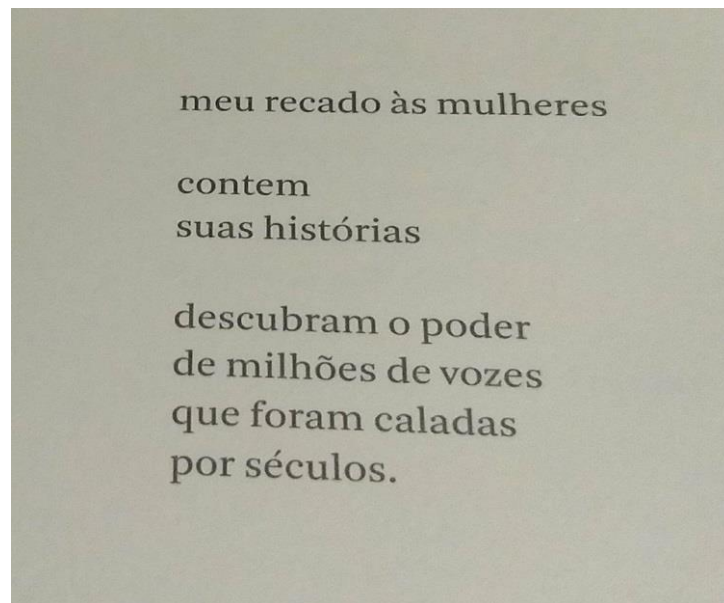 meu recado às mulheres
contem
suas histórias
descubram o poder
de milhões de vozes
que foram caladas
por séculos.